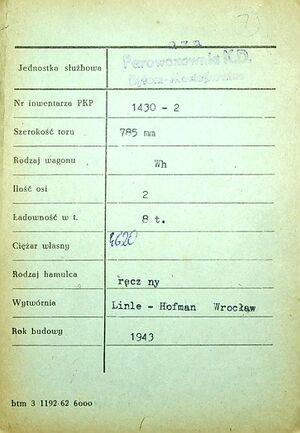 73
Jednostka służbowa Parowozownia K.D.
Nr inwentarza PKP 1430 - 2
Szerokość toru 785 mm
Rodzaj wagonu Wh
Ilość osi 2
Ładowność w t. 8 t.
Ciężar własny 4620
Rodzaj hamulca ręcz ny
Wytwórnia Linle - Hofman Wrocław
Rok budowy 1943
btm 3 1192-62 6000